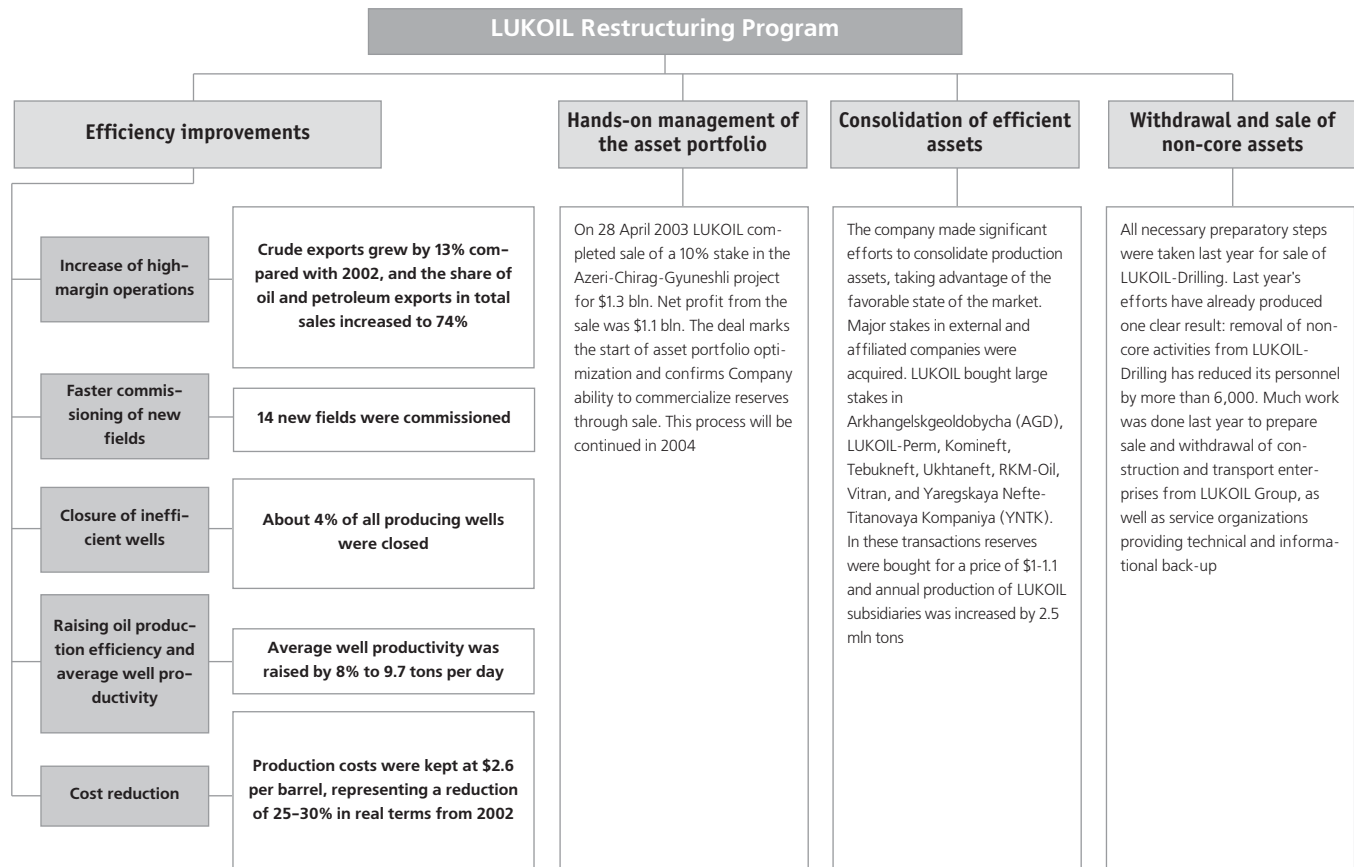 LUKOIL Restructuring Program
Efficiency improvements
Increase of high-
margin operations
Crude exports grew by 13% com-
pared with 2002, and the share of
oil and petroleum exports in total
sales increased to 74%
Faster commis-
sioning of new
fields
14 new fields were commissioned
Closure of ineffi-
cient wells
About 4% of all producing wells
were closed
Raising oil produc-
tion efficiency and
average well pro-
ductivity
Average well productivity was
raised by 8% to 9.7 tons per day
Cost reduction
Production costs were kept at $2.6
per barrel, representing a reduction
of 25-30% in real terms from 2002
Hands-on management of
the asset portfolio
On 28 April 2003 LUKOIL com-
pleted sale of a 10% stake in the
Azeri-Chirag-Gyuneshli project
for $1.3 bln. Net profit from the
sale was $1.1 bln. The deal marks
the start of asset portfolio opti-
mization and confirms Company
ability to commercialize reserves
through sale. This process will be
continued in 2004
Consolidation of efficient
assets
The company made significant
efforts to consolidate production
assets, taking advantage of the
favorable state of the market.
Major stakes in external and
affiliated companies were
acquired. LUKOIL bought large
stakes in
Arkhangelskgeoldobycha (AGD),
LUKOIL-Perm, Komineft,
Tebukneft, Ukhtaneft, RKM-Oil,
Vitran, and Yaregskaya Nefte-
Titanovaya Kompaniya (YNTK).
In these transactions reserves
were bought for a price of $1-1.1
and annual production of LUKOIL
subsidiaries was increased by 2.5
mln tons
Withdrawal and sale of
non-core assets
All necessary preparatory steps
were taken last year for sale of
LUKOIL-Drilling. Last year's
efforts have already produced
one clear result: removal of non-
core activities from LUKOIL-
Drilling has reduced its personnel
by more than 6,000. Much work
was done last year to prepare
sale and withdrawal of con-
struction and transport enter-
prises from LUKOIL Group, as
well as service organizations
providing technical and informa-
tional back-up